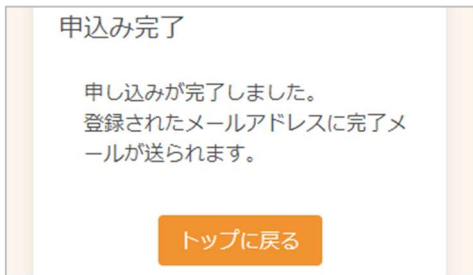 申込み完了
申し込みが完了しました。
登録されたメールアドレスに完了メ
ールが送られます。
トップに戻る